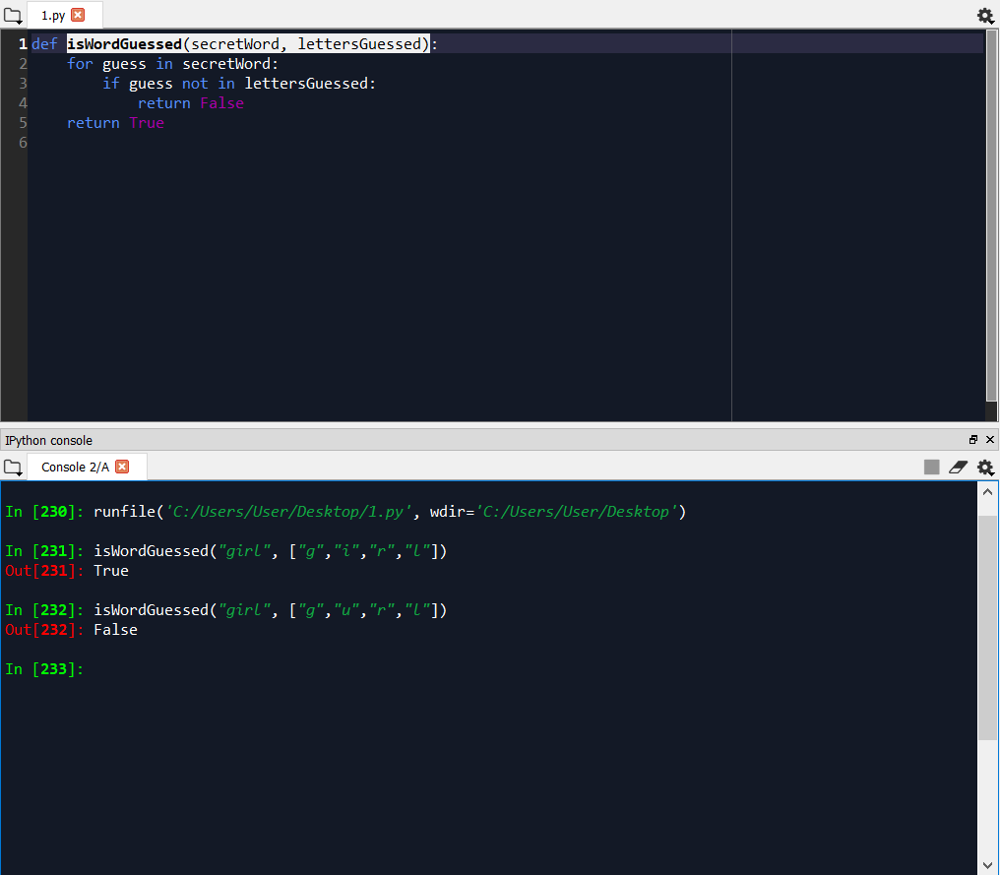 1.py
1 def isWordGuessed(secretWord, lettersGuessed):
2     for guess in secretWord:
3         if guess not in lettersGuessed:
4             return False
5     return True
6
IPython console
Console 2/A
In [230]: runfile('C:/Users/User/Desktop/1.py', wdir='C:/Users/User/Desktop')
In [231]: isWordGuessed("girl", ["g","i","r","l"])
Out[231]: True
In [232]: isWordGuessed("girl", ["g","u","r","l"])
Out[232]: False
In [233]: